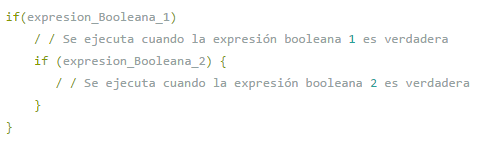 if(expresion_Booleana_1)
/ / Se ejecuta cuando la expresión booleana 1 es verdadera
if (expresion_Booleana_2) {
/ / Se ejecuta cuando la expresión booleana 2 es verdadera
}
}